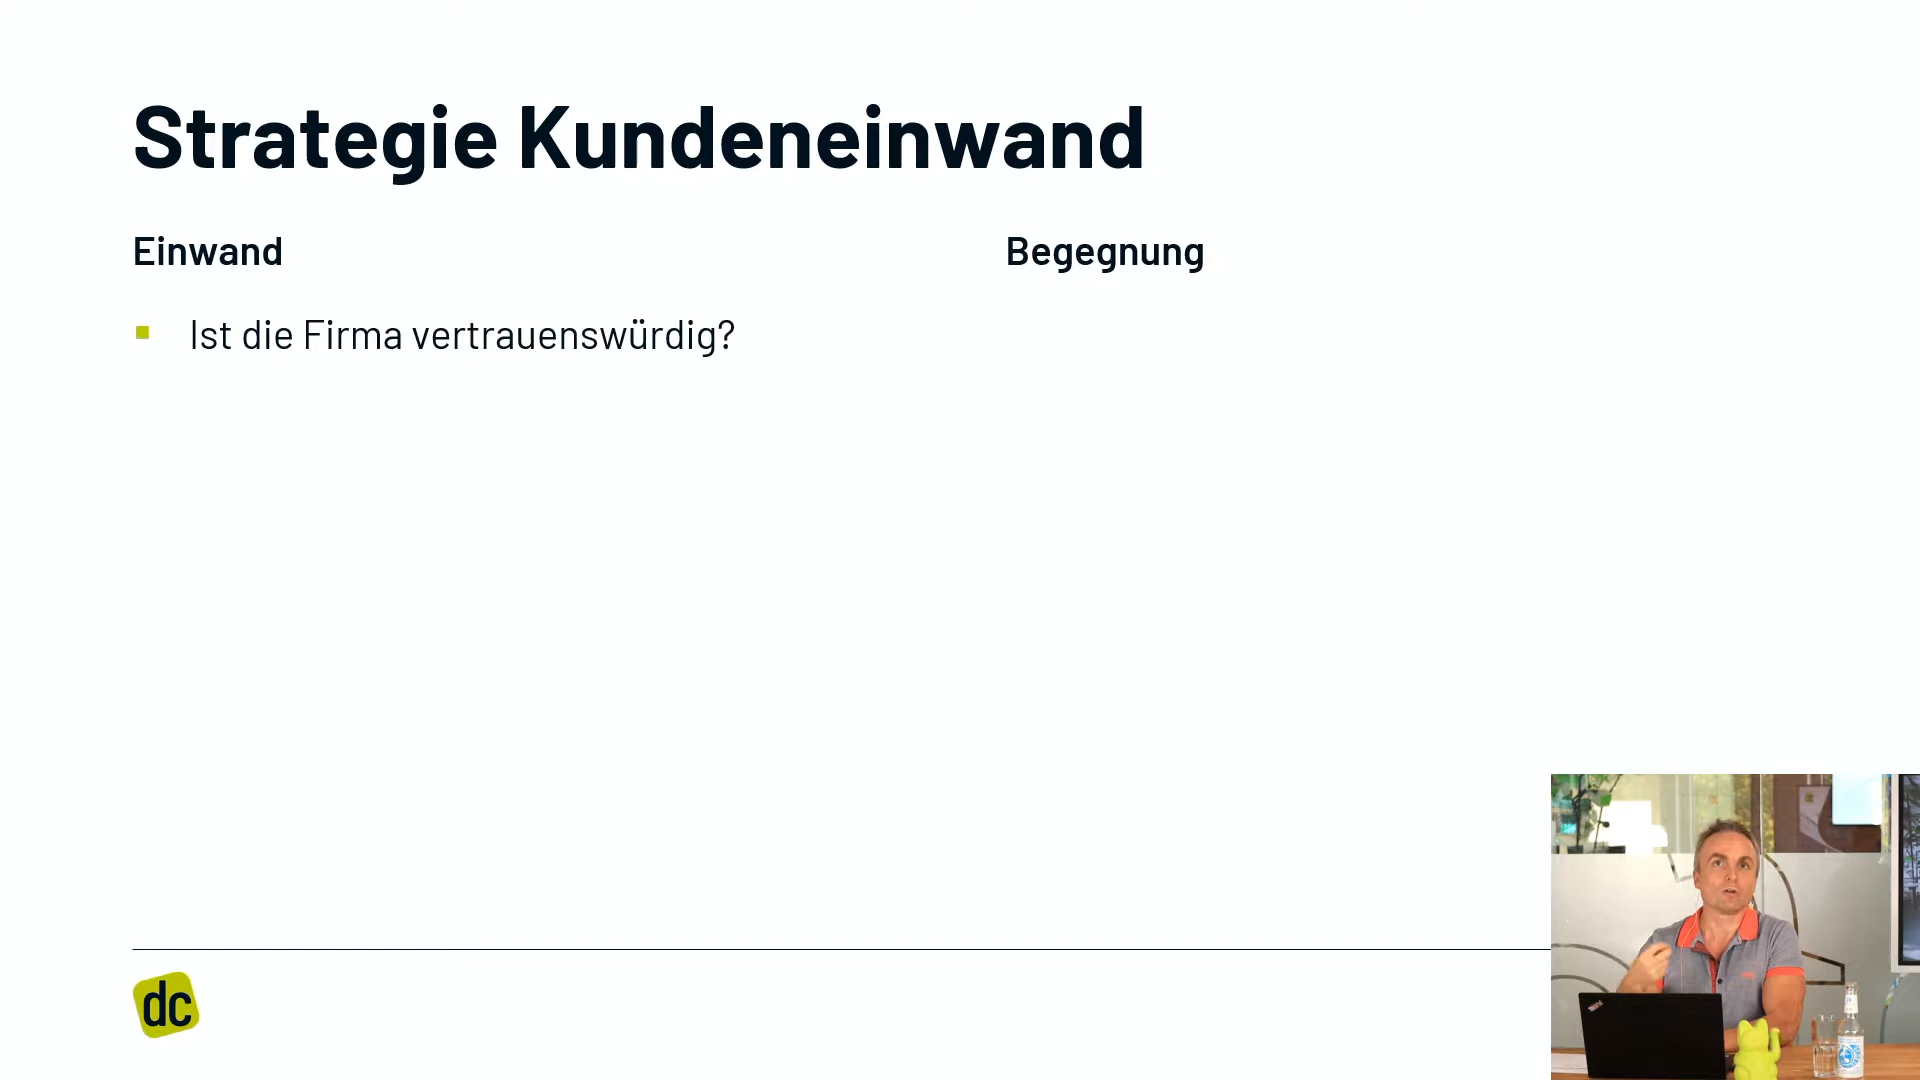 Strategie Kundeneinwand
Einwand
Begegnung
Ist die Firma vertrauenswürdig?
dc